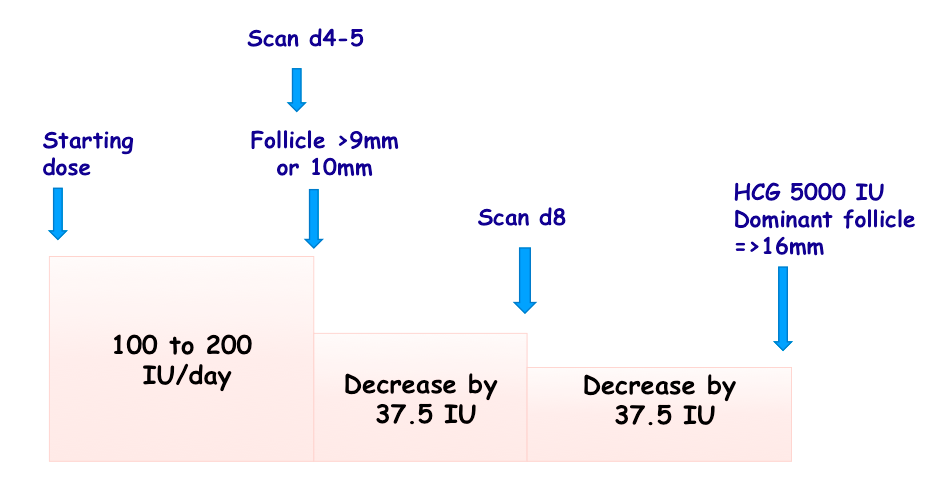 Scan d4-5
Starting
dose
Follicle >9mm
or 10mm
Scan d8
HCG 5000 IU
Dominant follicle
=>16mm
100 to 200
IU/day
Decrease by
37.5 IU
Decrease by
37.5 IU